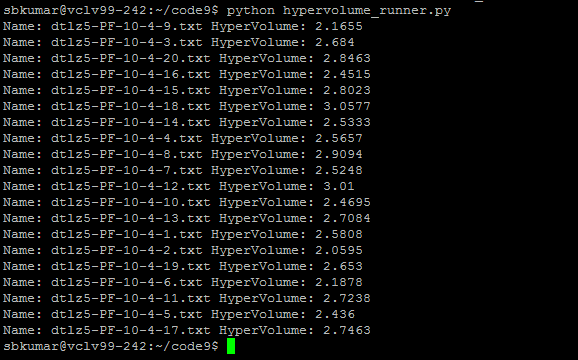 sbkumar@vclv99-242:~/code9$ python hypervolume_runner.py
Name: dtlz5-PF-10-4-9.txt HyperVolume: 2.1655
Name: dtlz5-PF-10-4-3.txt HyperVolume: 2.684
Name: dtlz5-PF-10-4-20.txt HyperVolume: 2.8463
Name: dtlz5-PF-10-4-16.txt HyperVolume: 2.4515
Name: dtlz5-PF-10-4-15.txt HyperVolume: 2.8023
Name: dtlz5-PF-10-4-18.txt HyperVolume: 3.0577
Name: dtlz5-PF-10-4-14.txt HyperVolume: 2.5333
Name: dtlz5-PF-10-4-4.txt HyperVolume: 2.5657
Name: dtlz5-PF-10-4-8.txt HyperVolume: 2.9094
Name: dtlz5-PF-10-4-7.txt HyperVolume: 2.5248
Name: dtlz5-PF-10-4-12.txt HyperVolume: 3.01
Name: dtlz5-PF-10-4-10.txt HyperVolume: 2.4695
Name: dtlz5-PF-10-4-13.txt HyperVolume: 2.7084
Name: dtlz5-PF-10-4-1.txt HyperVolume: 2.5808
Name: dtlz5-PF-10-4-2.txt HyperVolume: 2.0595
Name: dtlz5-PF-10-4-19.txt HyperVolume: 2.653
Name: dtlz5-PF-10-4-6.txt HyperVolume: 2.1878
Name: dtlz5-PF-10-4-11.txt HyperVolume: 2.7238
Name: dtlz5-PF-10-4-5.txt HyperVolume: 2.436
Name: dtlz5-PF-10-4-17.txt HyperVolume: 2.7463
sbkumar@vclv99-242:~/code9$